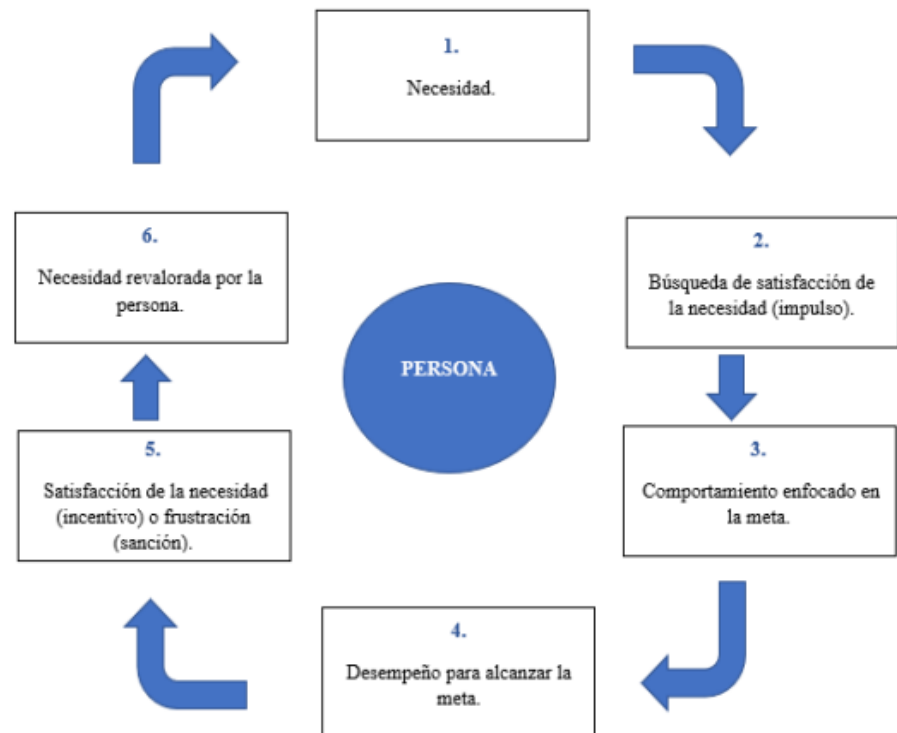 1.
Necesidad.
2.
Búsqueda de satisfacción de
la necesidad (impulso).
3.
Comportamiento enfocado en
la meta.
4.
Desempeño para alcanzar la
meta.
5.
Satisfacción de la necesidad
(incentivo) o frustración
(sanción).
6.
Necesidad revalorada por la
persona.
PERSONA